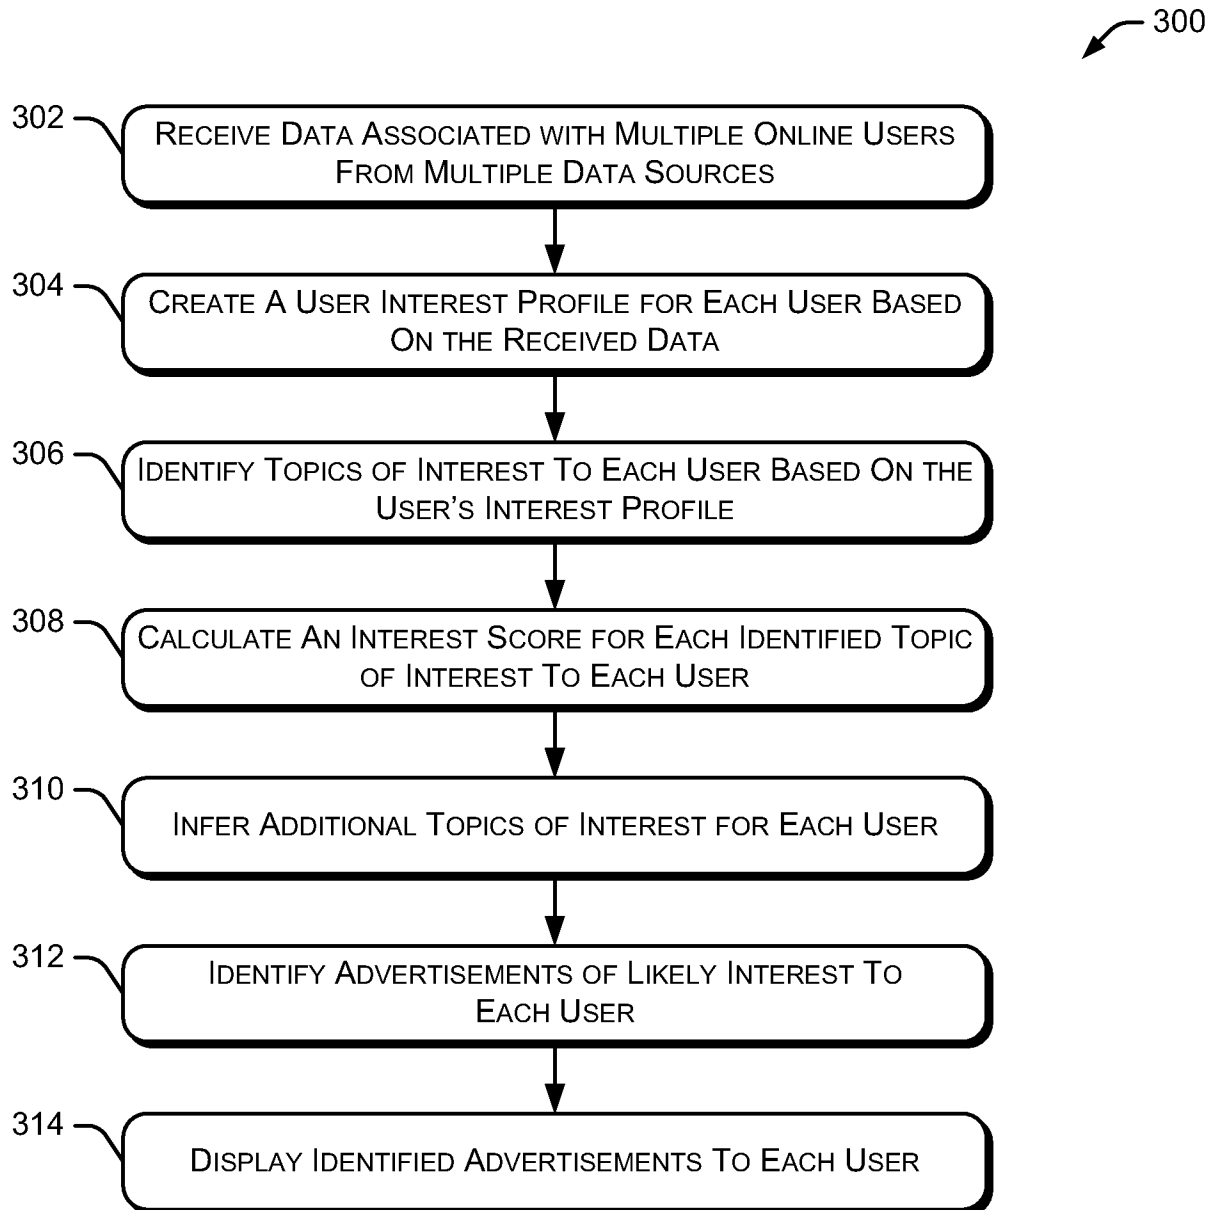 300
302
RECEIVE DATA ASSOCIATED WITH MULTIPLE ONLINE USERS
FROM MULTIPLE DATA SOURCES
304
CREATE A USER INTEREST PROFILE FOR EACH USER BASED
ON THE RECEIVED DATA
306
IDENTIFY TOPICS OF INTEREST TO EACH USER BASED ON THE
USER’S INTEREST PROFILE
308
CALCULATE AN INTEREST SCORE FOR EACH IDENTIFIED TOPIC
OF INTEREST TO EACH USER
310
INFER ADDITIONAL TOPICS OF INTEREST FOR EACH USER
312
IDENTIFY ADVERTISEMENTS OF LIKELY INTEREST TO
EACH USER
314
DISPLAY IDENTIFIED ADVERTISEMENTS TO EACH USER